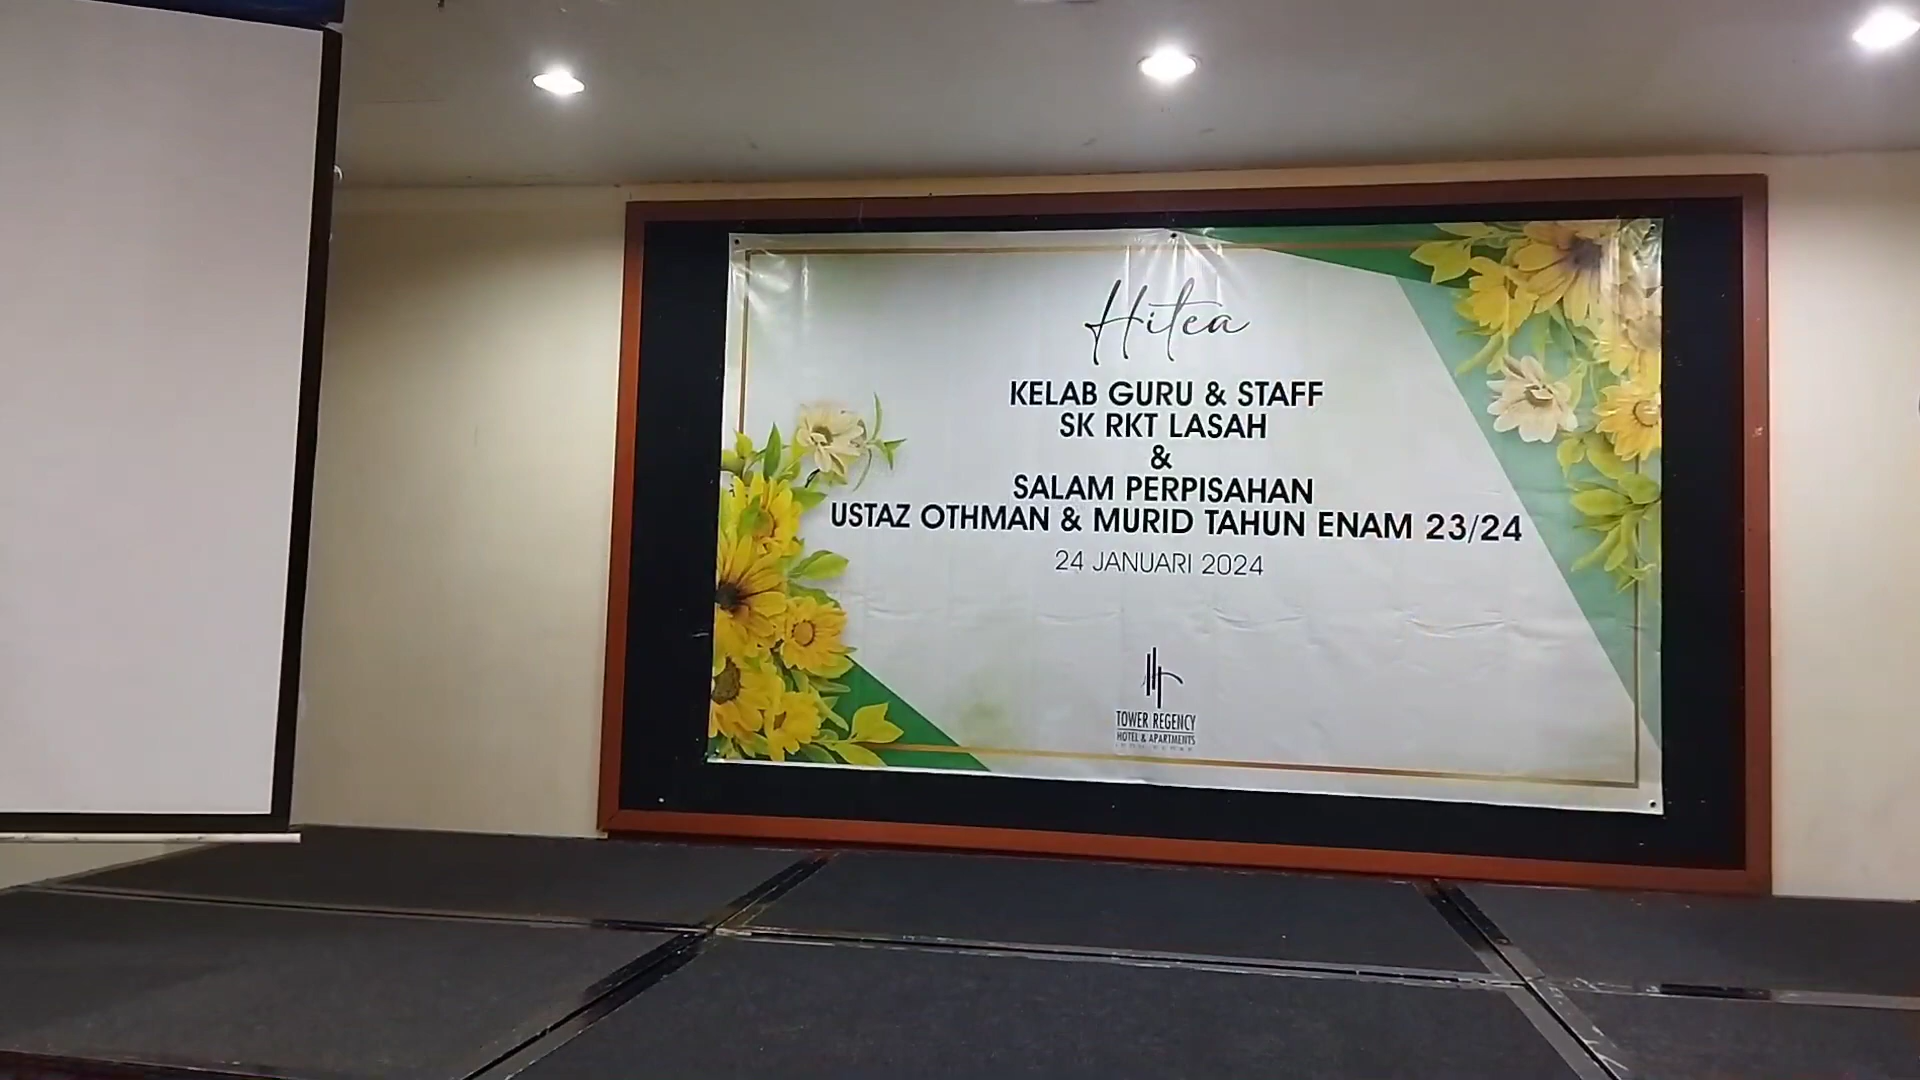 Hitea
KELAB GURU & STAFF
SK RKT LASAH
&
SALAM PERPISAHAN
USTAZ OTHMAN & MURID TAHUN ENAM 23/24
24 JANUARI 2024
TOWER REGENCY
HOTEL & APARTMENTS